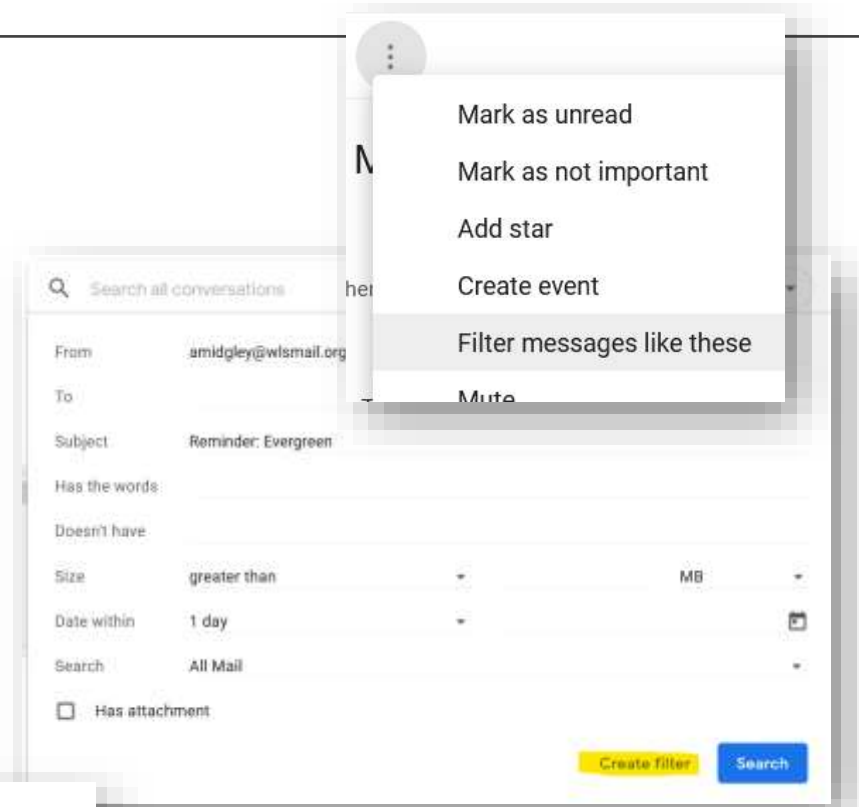 Mark as unread
Mark as not important
Add star
Create event
Filter messages like these
Mute
Search all conversations
From amidgley@wlsmail.org
To
Subject Reminder: Evergreen
Has the words
Doesn't have
Size greater than MB
Date within 1 day
Search All Mail
Has attachment
Create filter Search